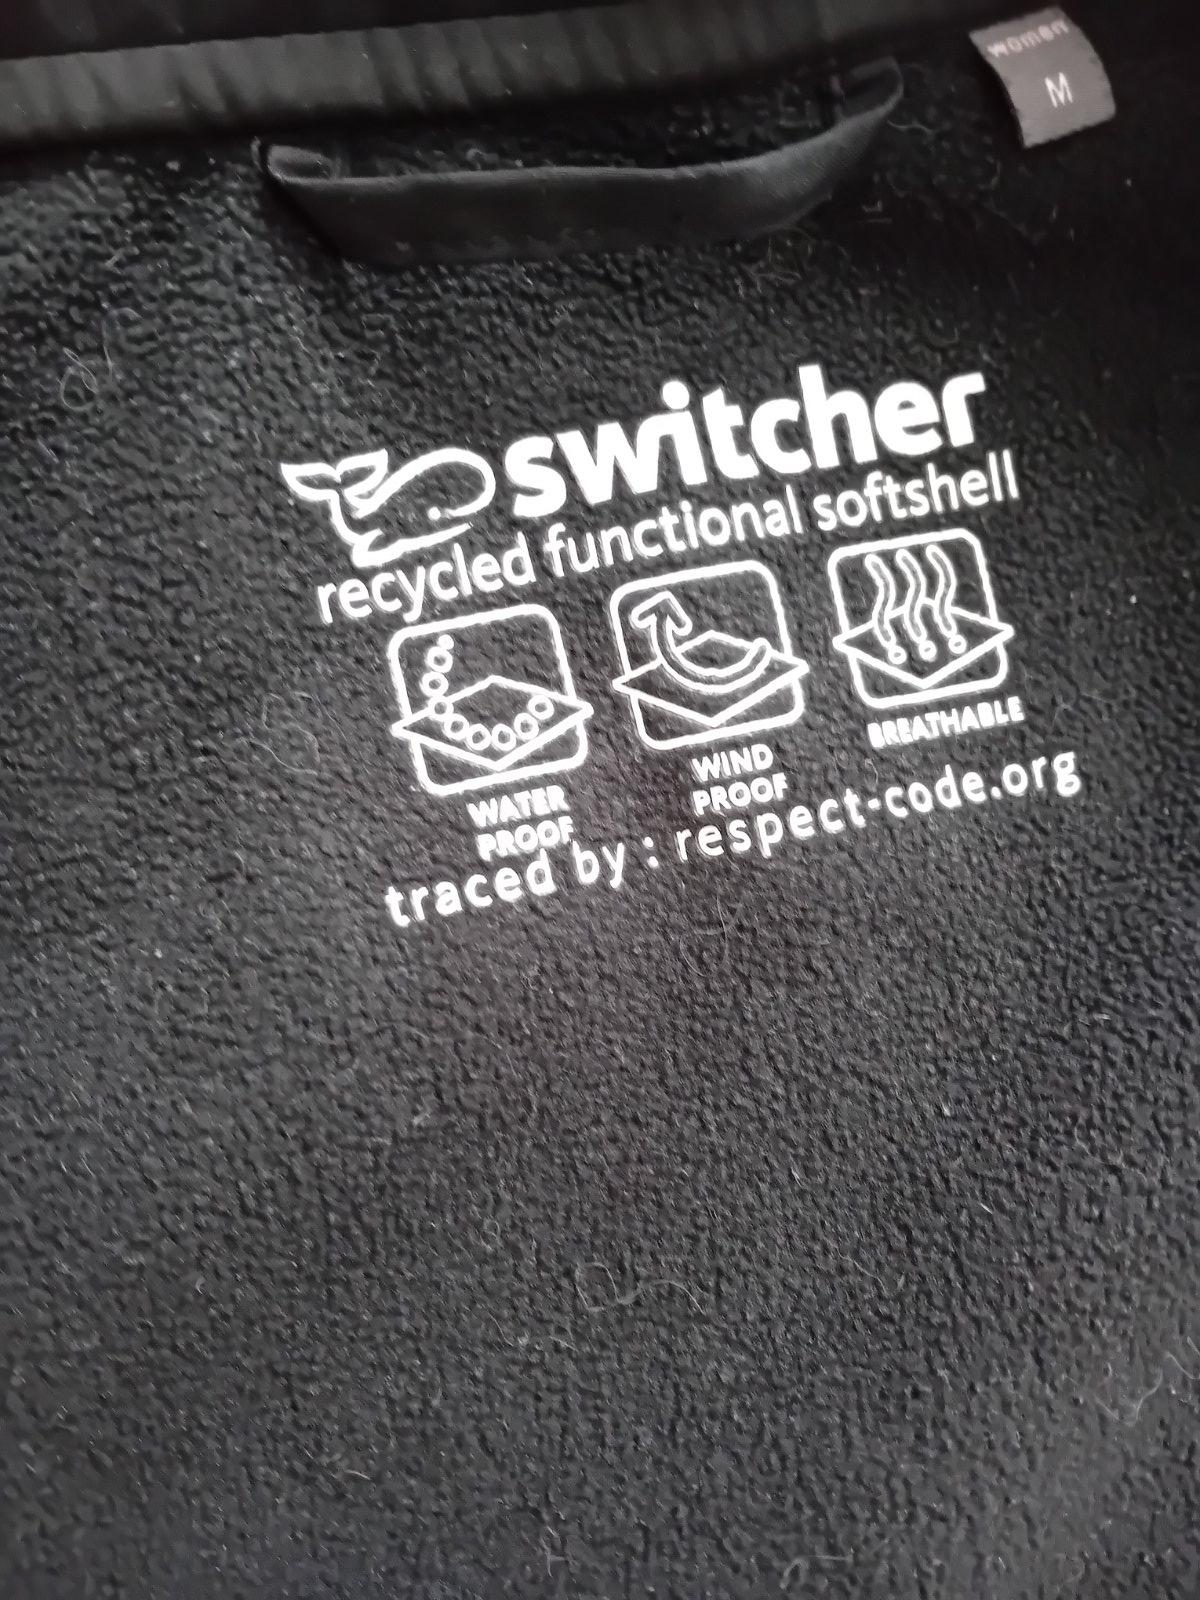 women
M
switcher
recycled functional softshell
WATER
PROOF
WIND
PROOF
BREATHABLE
traced by : respect-code.org